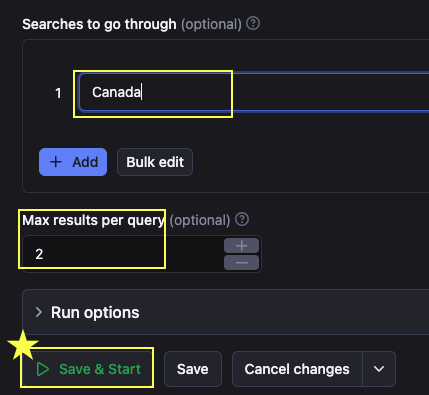 Searches to go through (optional) ?
1 Canada
+ Add Bulk edit
Max results per query (optional) ?
2
Run options
Save & Start Save Cancel changes